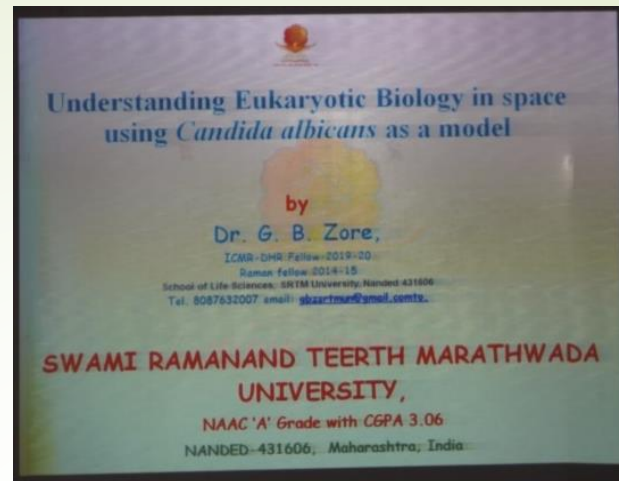 Understanding Eukaryotic Biology in space
using Candida albicans as a model
by
Dr. G. B. Zore,
ICMR-DHR Fellow-2019-20
Raman fellow 2014-15
School of Life Sciences, SRTM University, Nanded 431606
Tel. 8087632007 email:
SWAMI RAMANAND TEERTH MARATHWADA
UNIVERSITY,
NAAC 'A' Grade with CGPA 3.06
NANDED-431606, Maharashtra, India